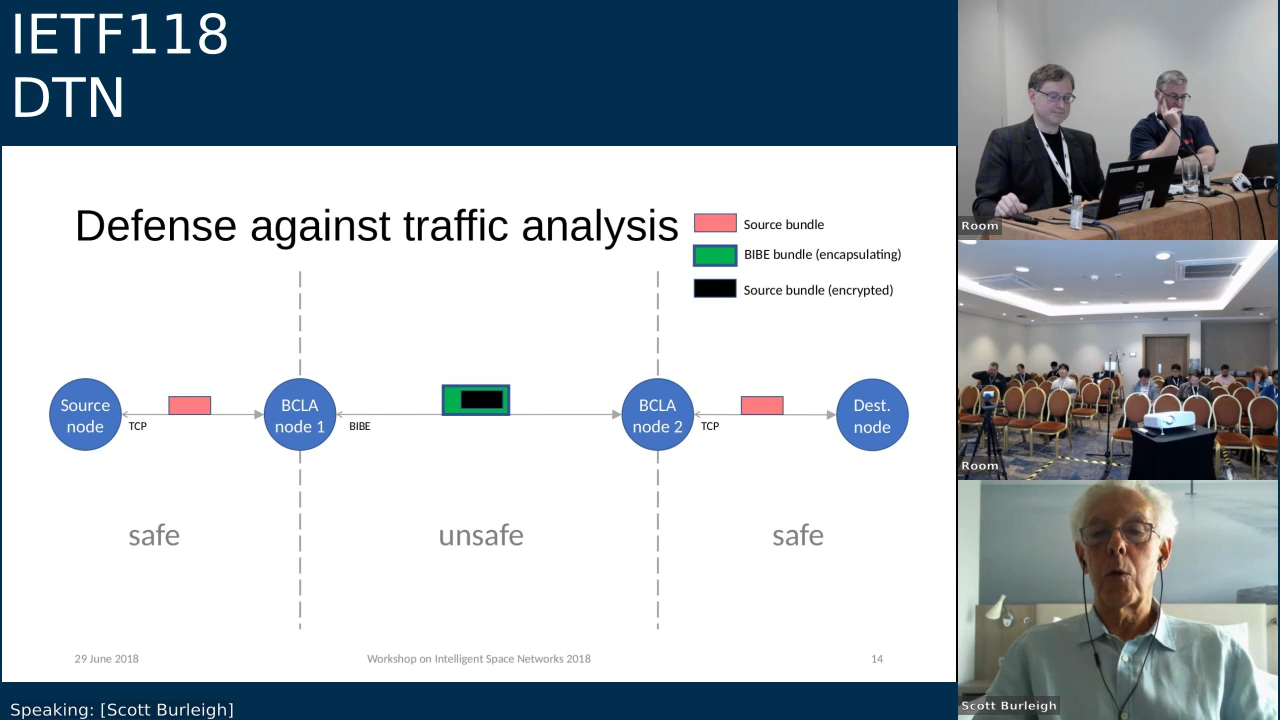 IETF118
DTN
Defense against traffic analysis
Source bundle
BIBE bundle (encapsulating)
Source bundle (encrypted)
Source
node
TCP
BCLA
node 1
BIBE
BCLA
node 2
TCP
Dest.
node
safe
unsafe
safe
29 June 2018
Workshop on Intelligent Space Networks 2018
14
Speaking: [Scott Burleigh]
Room
Room
Scott Burleigh